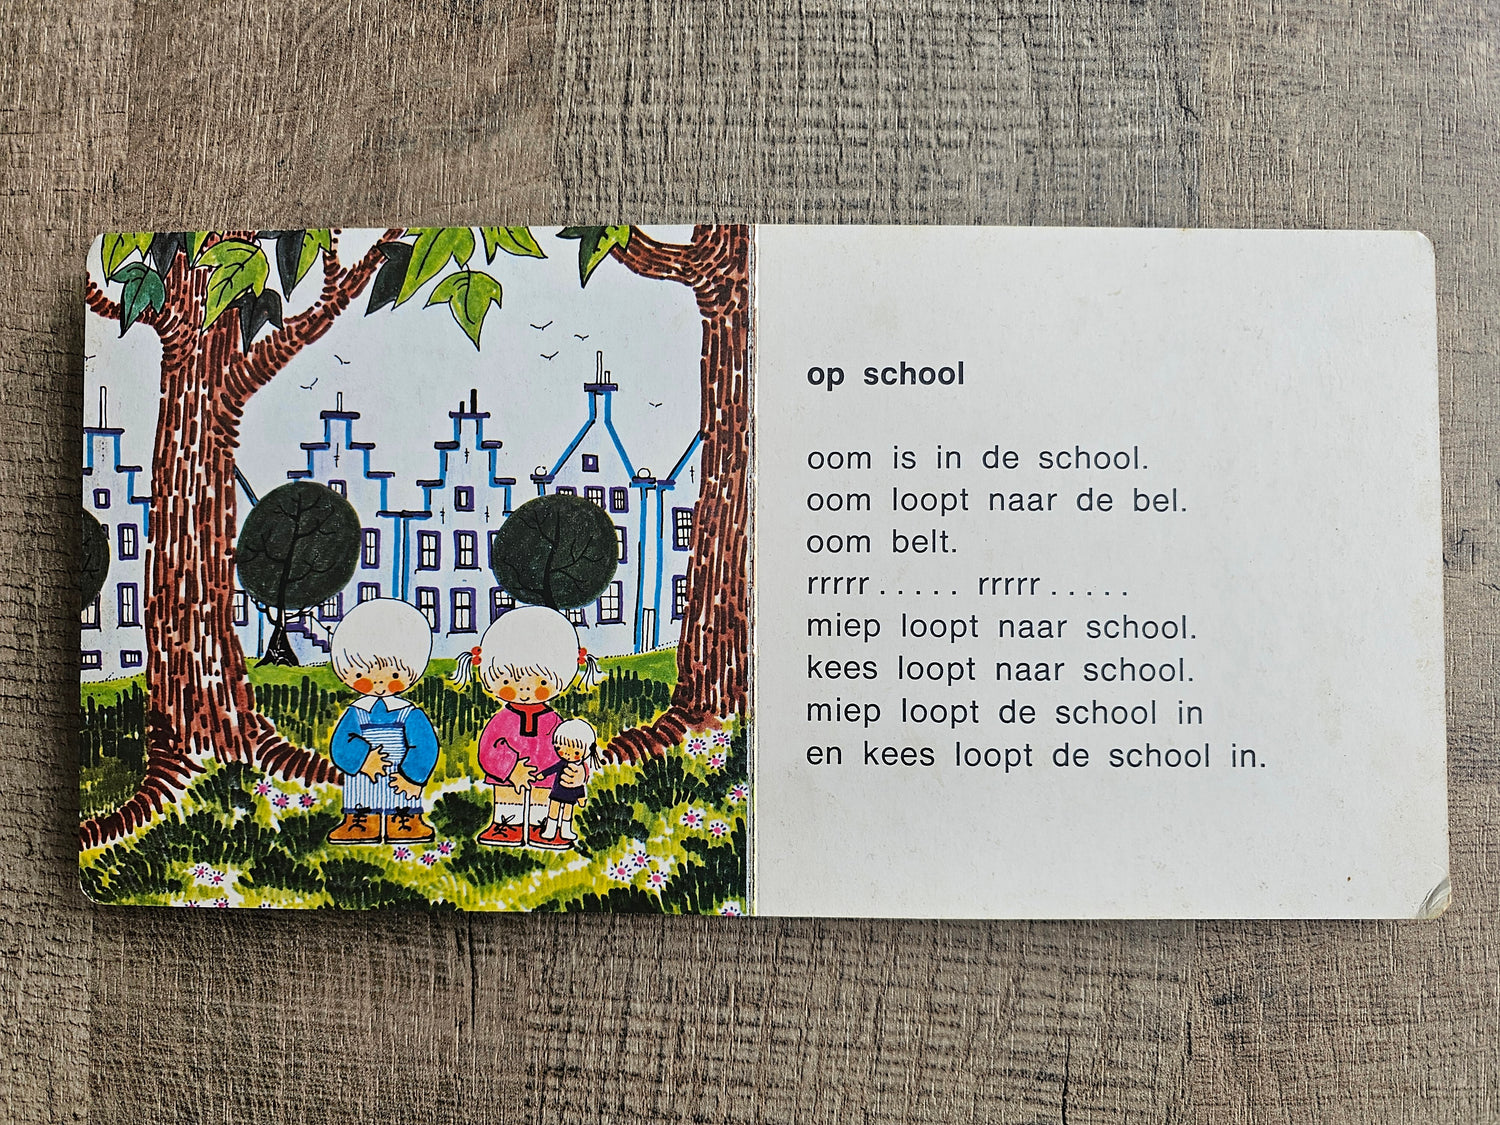 op school
oom is in de school.
oom loopt naar de bel.
oom belt.
rrrrr..... rrrrr.....
miep loopt naar school.
kees loopt naar school.
miep loopt de school in
en kees loopt de school in.